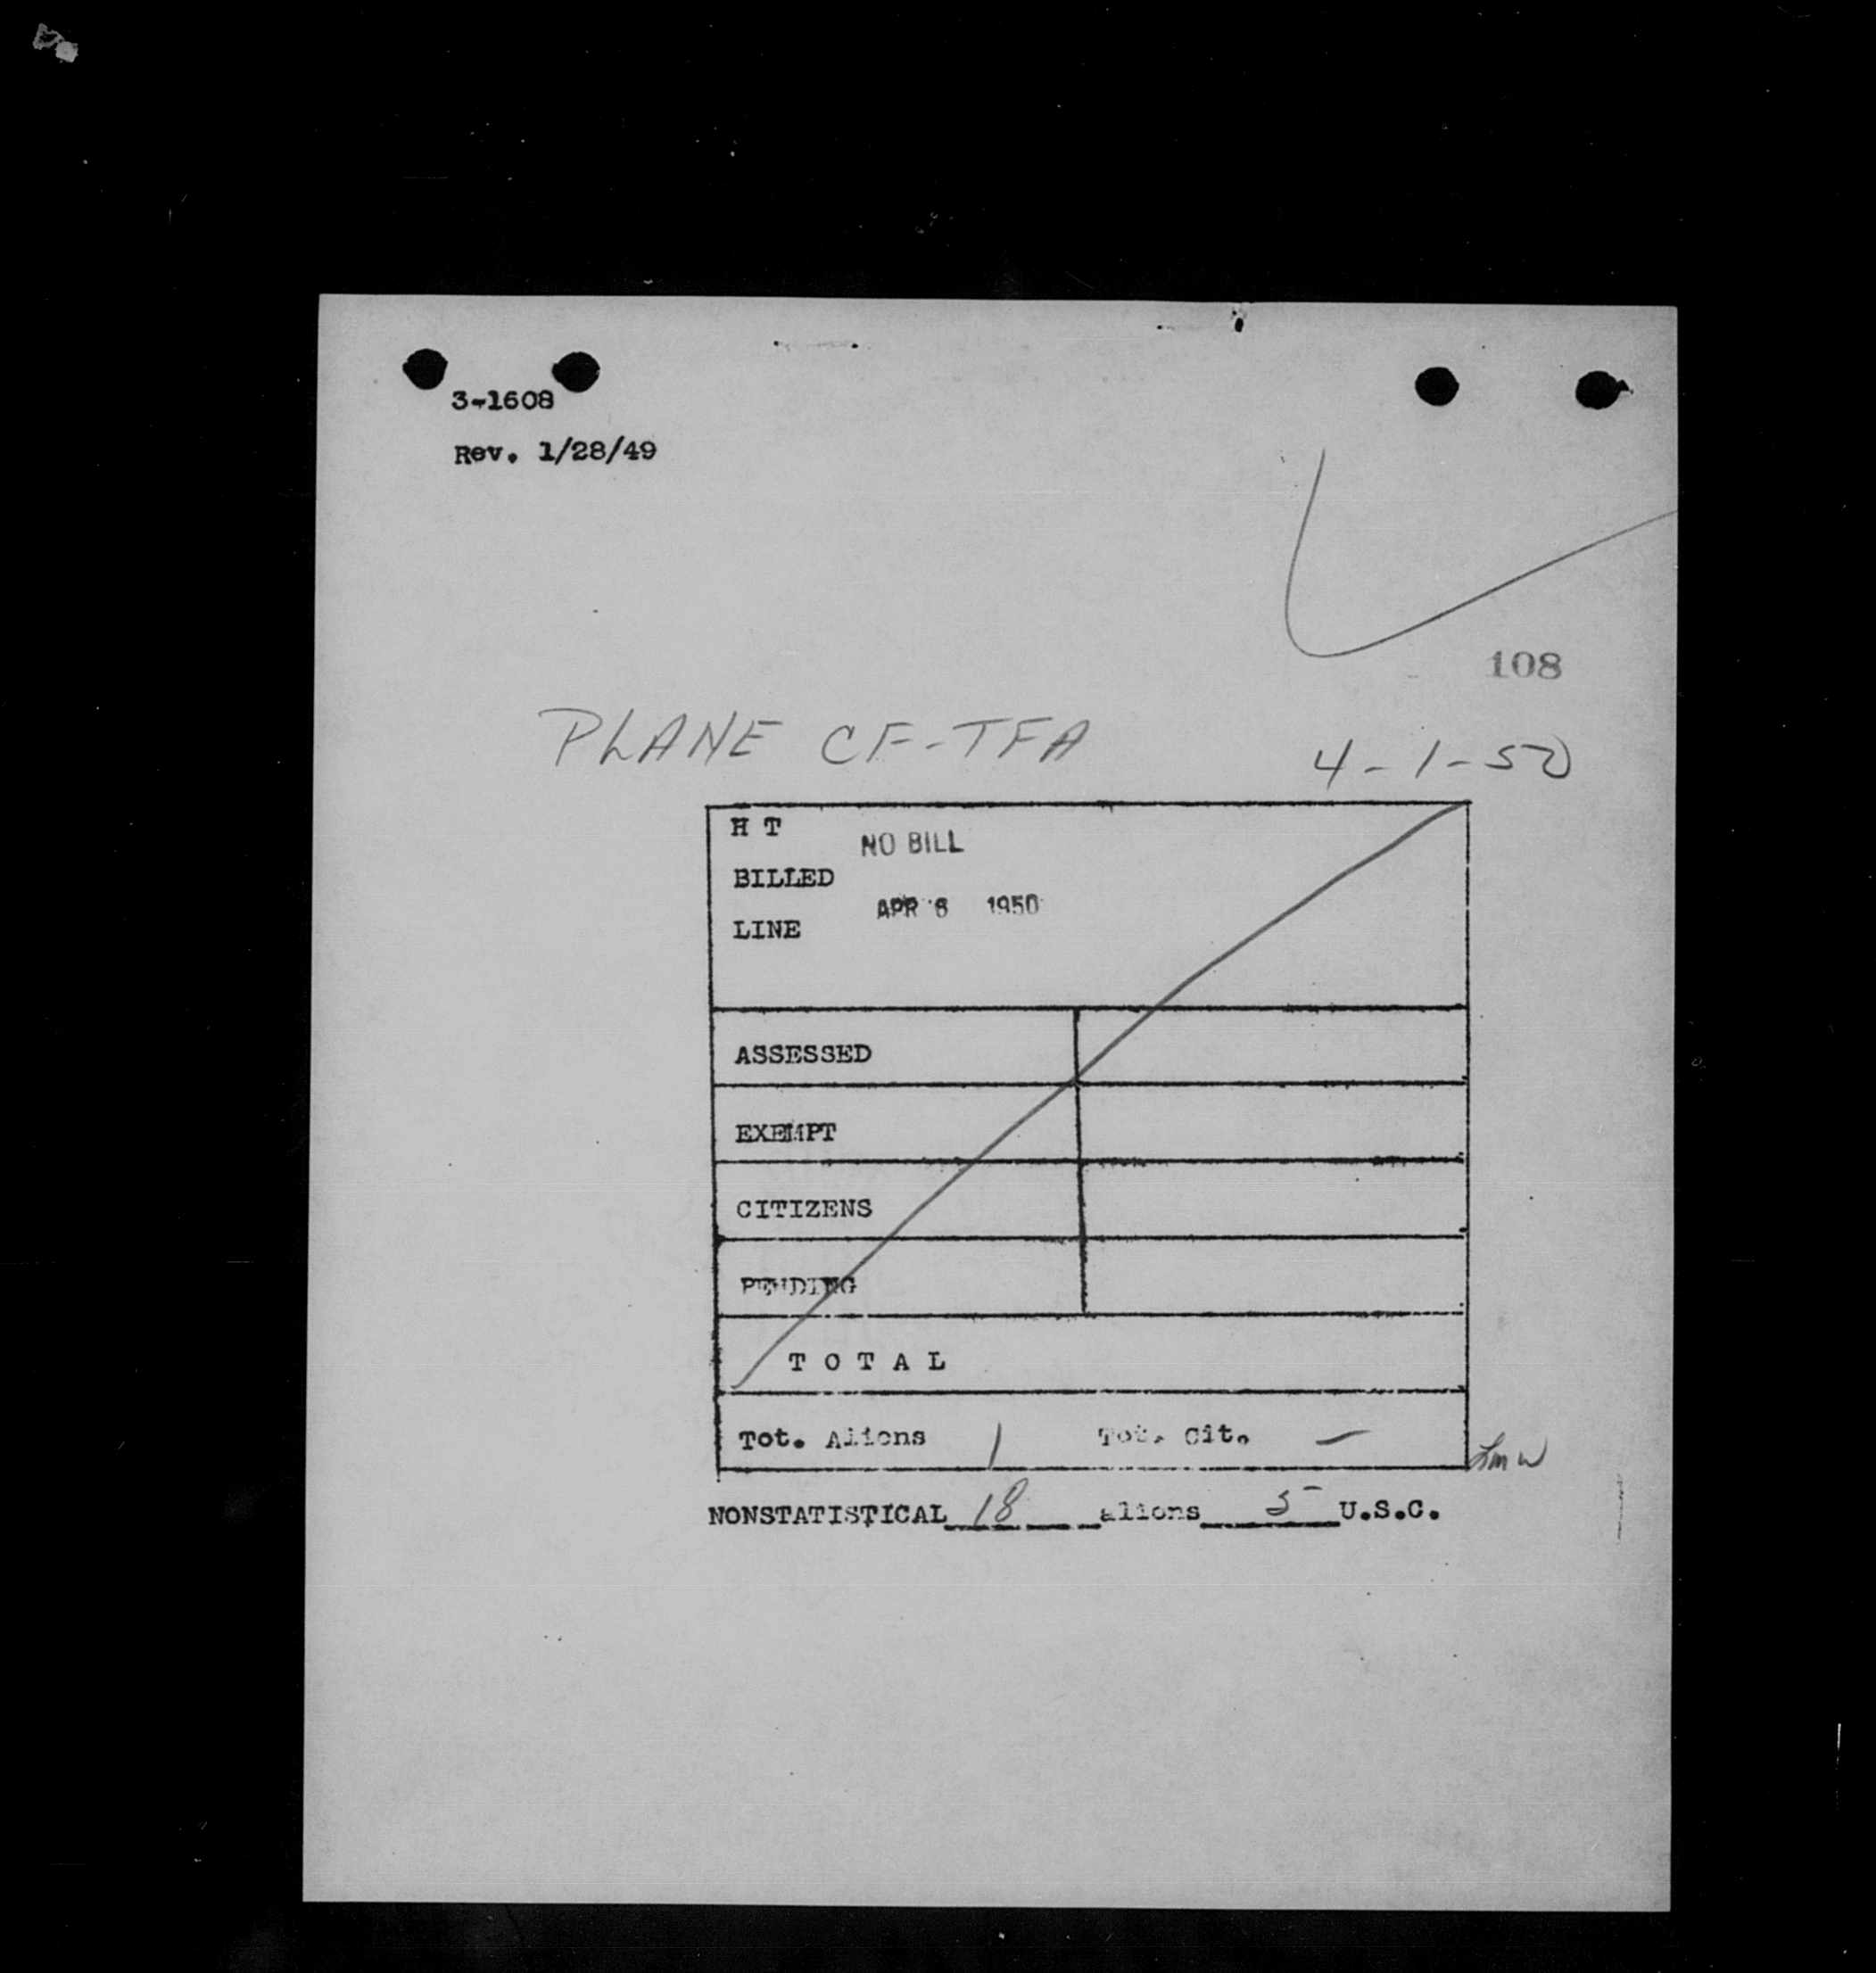 3-1608
Rev. 1/28/49
108
PLANE CF-TFA 4-1-50
H T
NO BILL
BILLED
APR 6 1950
LINE
ASSESSED
EXEMPT
CITIZENS
PENDING
T O T A L
Tot. Aliens 1 Tot. Cit. —
NONSTATISTICAL 18 aliens 5 U.S.C.